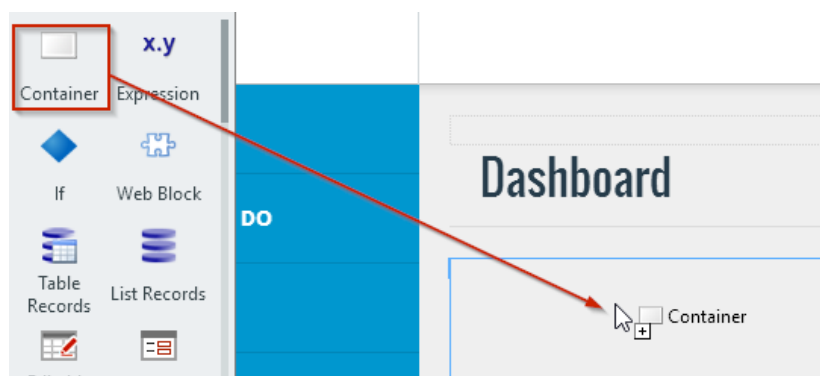 x.y
Container Expression
If Web Block
DO
Dashboard
Table
Records
List Records
Container